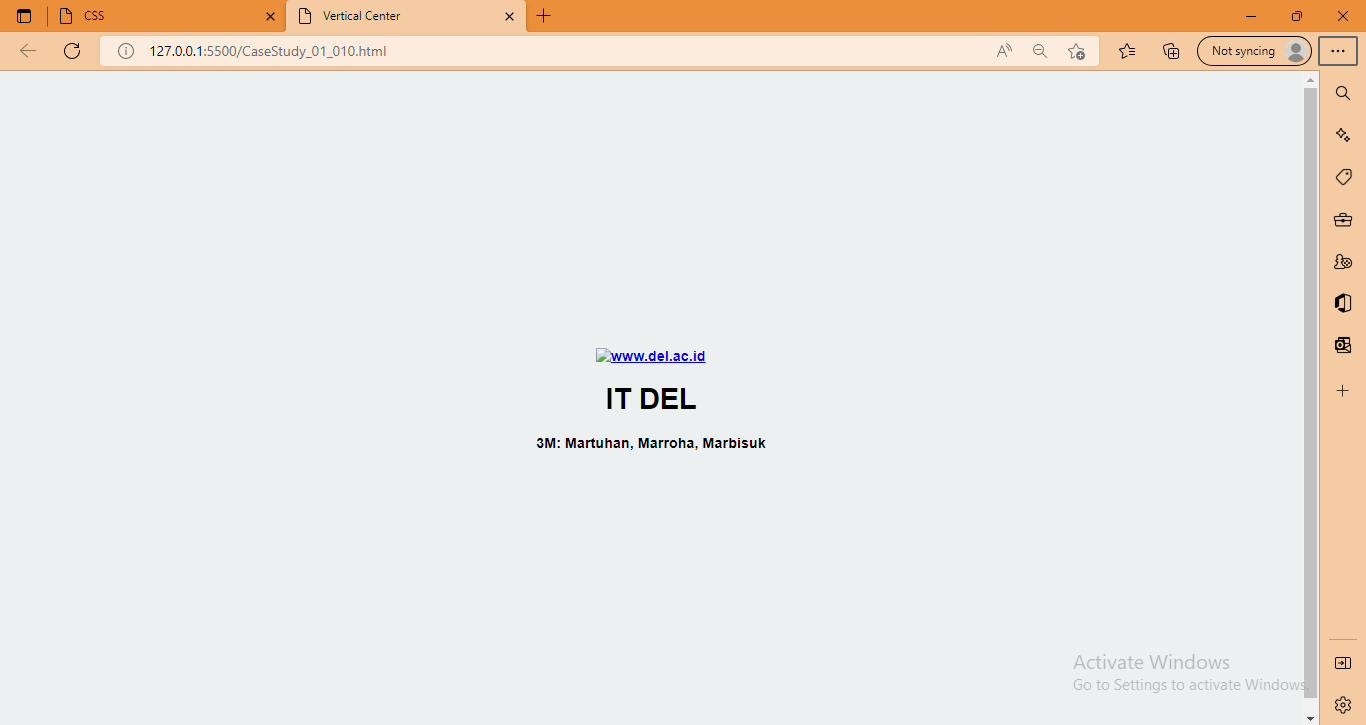 CSS
Vertical Center
127.0.0.1:5500/CaseStudy_01_010.html
Not syncing
www.del.ac.id
IT DEL
3M: Martuhan, Marroha, Marbisuk
Activate Windows
Go to Settings to activate Windows.